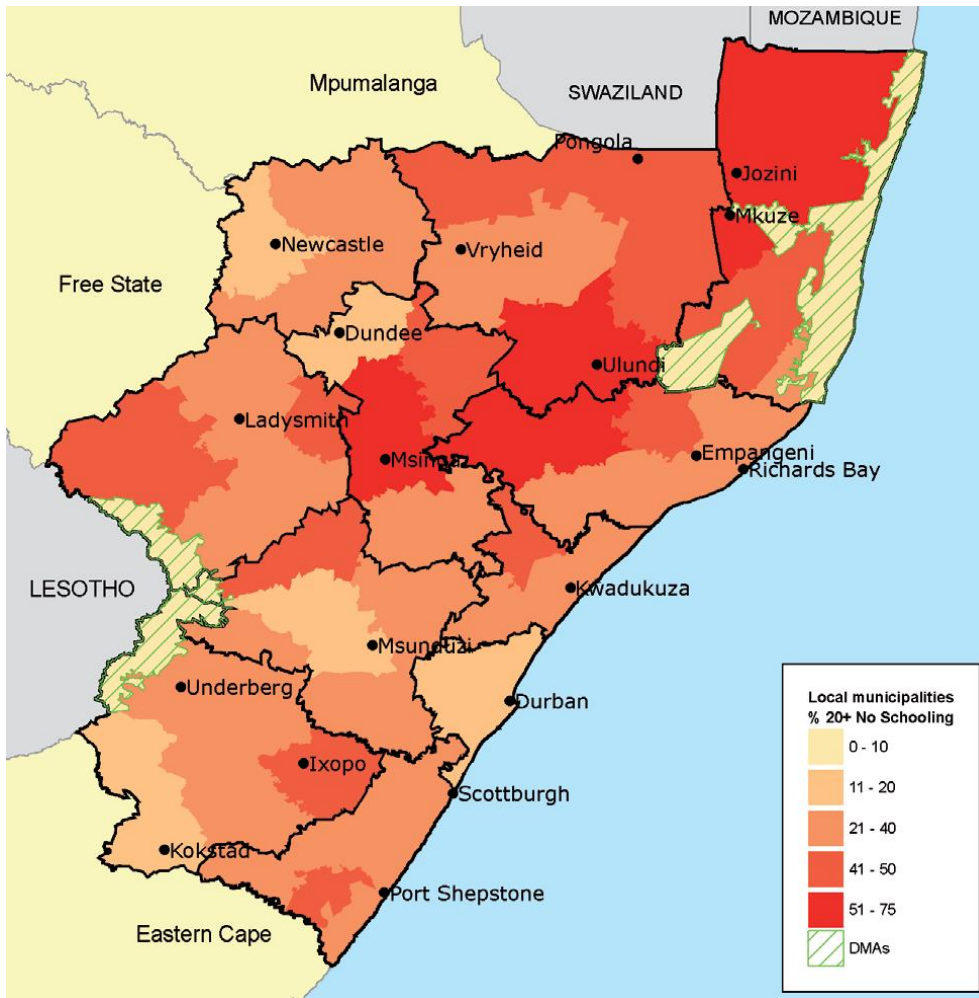 MOZAMBIQUE
Mpumalanga
SWAZILAND
Pongola
Jozini
Mkuze
Newcastle
Vryheid
Free State
Dundee
Ulundi
Ladysmith
Msinga
Empangeni
Richards Bay
LESOTHO
Kwadukuza
Msunduzi
Underberg
Durban
Ixopo
Scottburgh
Kokstad
Port Shepstone
Eastern Cape
Local municipalities
% 20+ No Schooling
0 - 10
11 - 20
21 - 40
41 - 50
51 - 75
DMAs